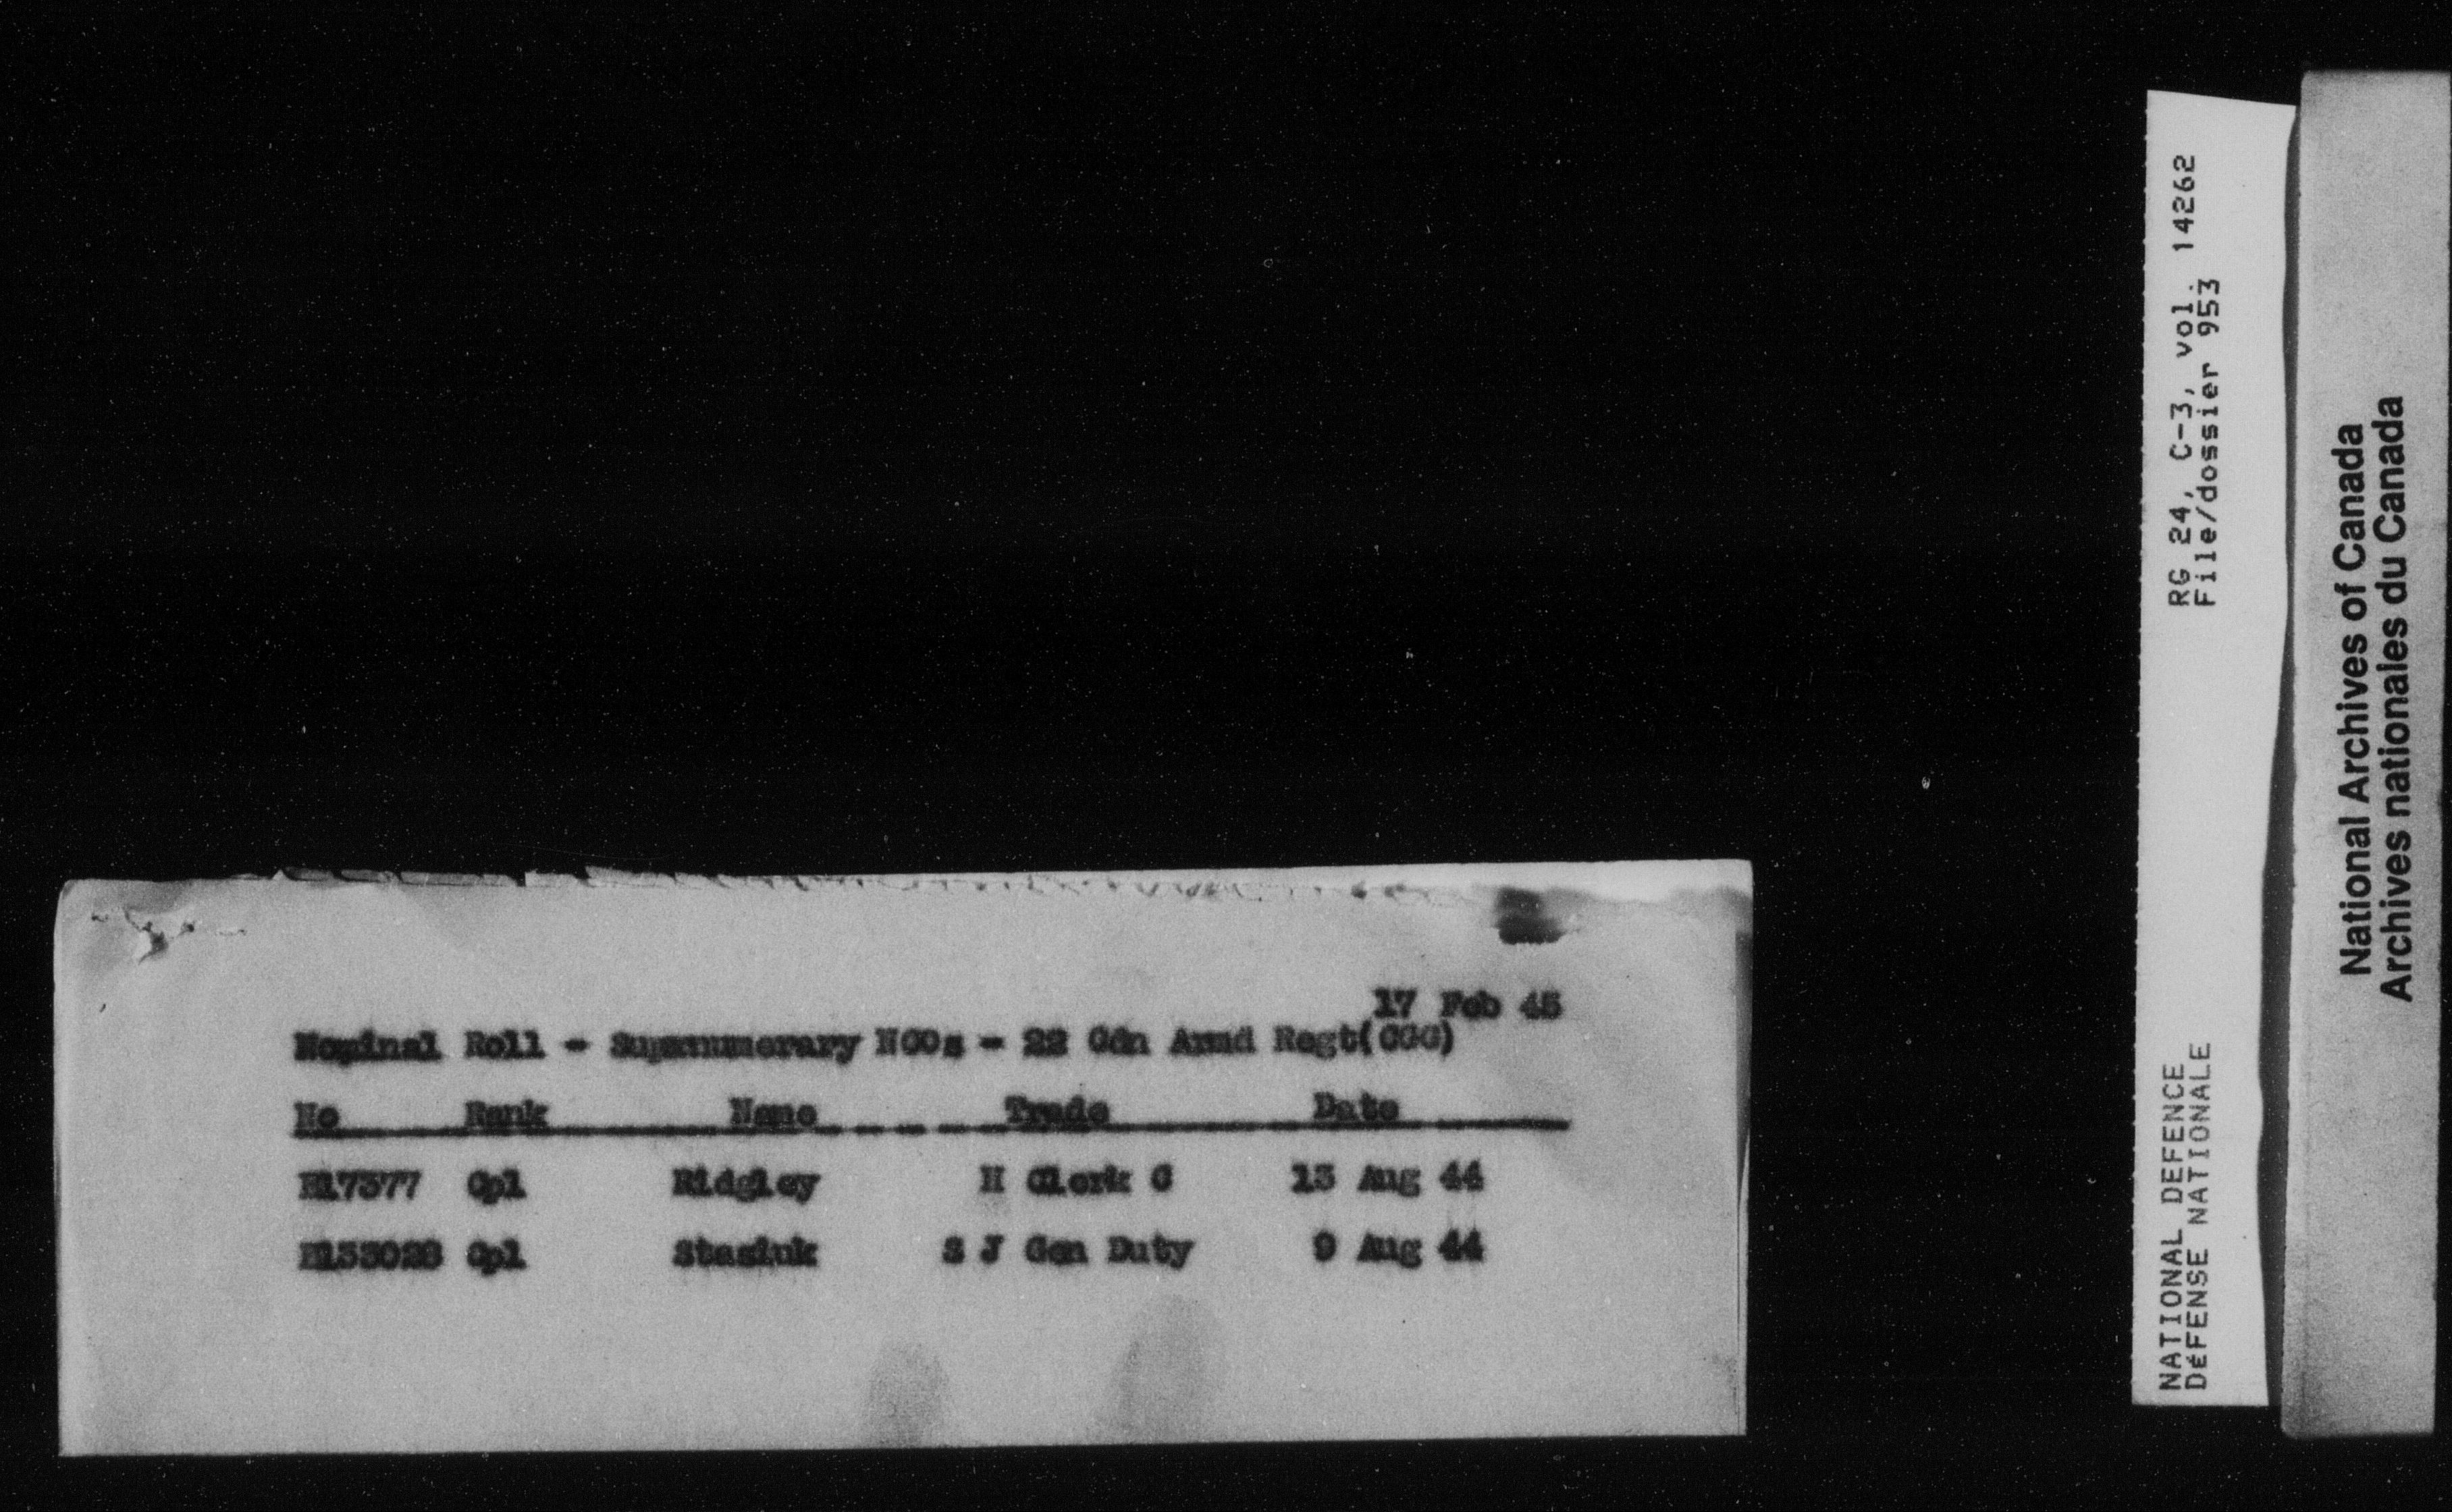 17 Feb 45
Nominal Roll - Supernumerary NCOs - 22 Cdn Armd Regt(CGG)
No Rank Name Trade Date
Cpl Ridgley H Clerk C 13 Aug 44
Cpl Stasiuk S J Gen Duty 9 Aug 44
RG 24, C-3, vol. 14262
File/dossier 953
NATIONAL DEFENCE
DéFENSE NATIONALE
National Archives of Canada
Archives nationales du Canada